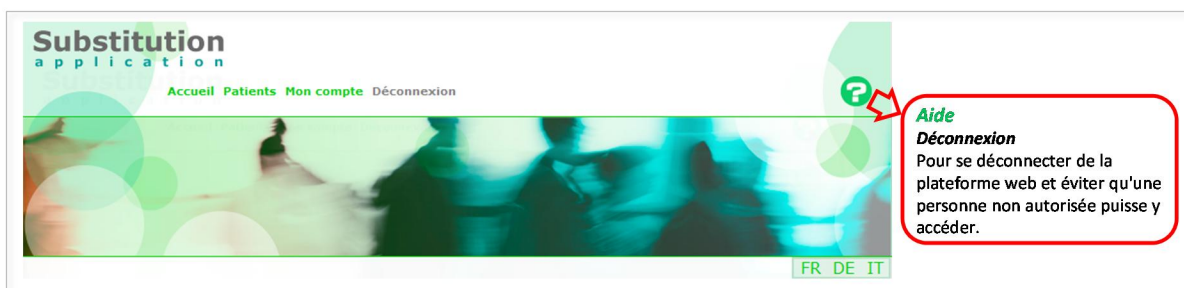 Substitution
application
Accueil Patients Mon compte Déconnexion
?
Aide
Déconnexion
Pour se déconnecter de la
plateforme web et éviter qu'une
personne non autorisée puisse y
accéder.
FR DE IT